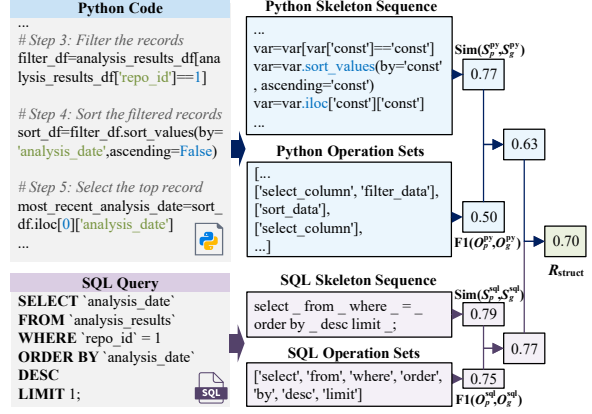 Python Code
...
# Step 3: Filter the records
filter_df=analysis_results_df[ana
lysis_results_df['repo_id']==1]
# Step 4: Sort the filtered records
sort_df=filter_df.sort_values(by=
'analysis_date',ascending=False)
# Step 5: Select the top record
most_recent_analysis_date=sort_
df.iloc[0]['analysis_date']
...
Python Skeleton Sequence
...
var=var[var['const']=='const']
var=var.sort_values(by='const'
, ascending='const')
var=var.iloc['const']['const']
...
Python Operation Sets
[...
['select_column', 'filter_data'],
['sort_data'],
['select_column'],
...]
Sim(S_p^py,S_g^py)
0.77
0.63
0.50
F1(O_p^py,O_g^py)
0.70
R_struct
SQL Query
SELECT `analysis_date`
FROM `analysis_results`
WHERE `repo_id` = 1
ORDER BY `analysis_date`
DESC
LIMIT 1;
SQL
SQL Skeleton Sequence
select _ from _ where _ = _
order by _ desc limit _;
SQL Operation Sets
['select', 'from', 'where', 'order',
'by', 'desc', 'limit']
Sim(S_p^sql,S_g^sql)
0.79
0.77
0.75
F1(O_p^sql,O_g^sql)